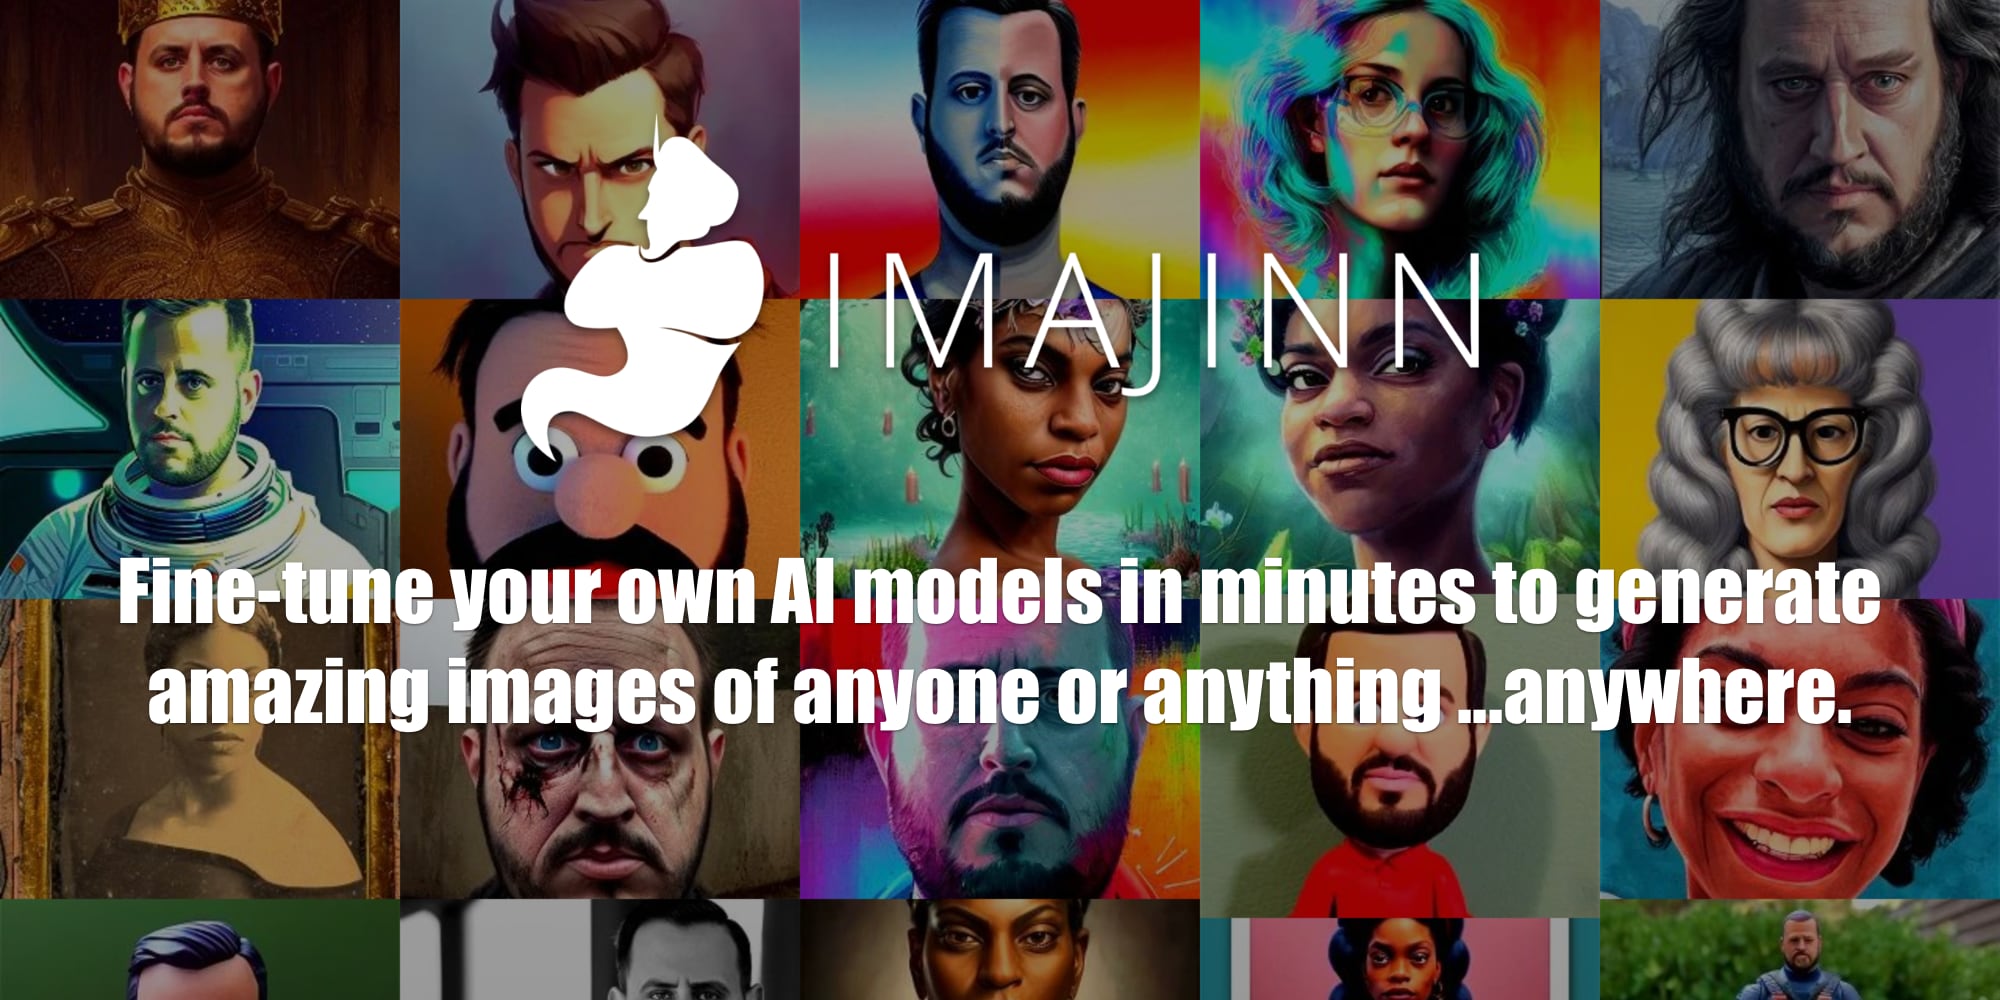 IMAJINN
Fine-tune your own AI models in minutes to generate
amazing images of anyone or anything ...anywhere.